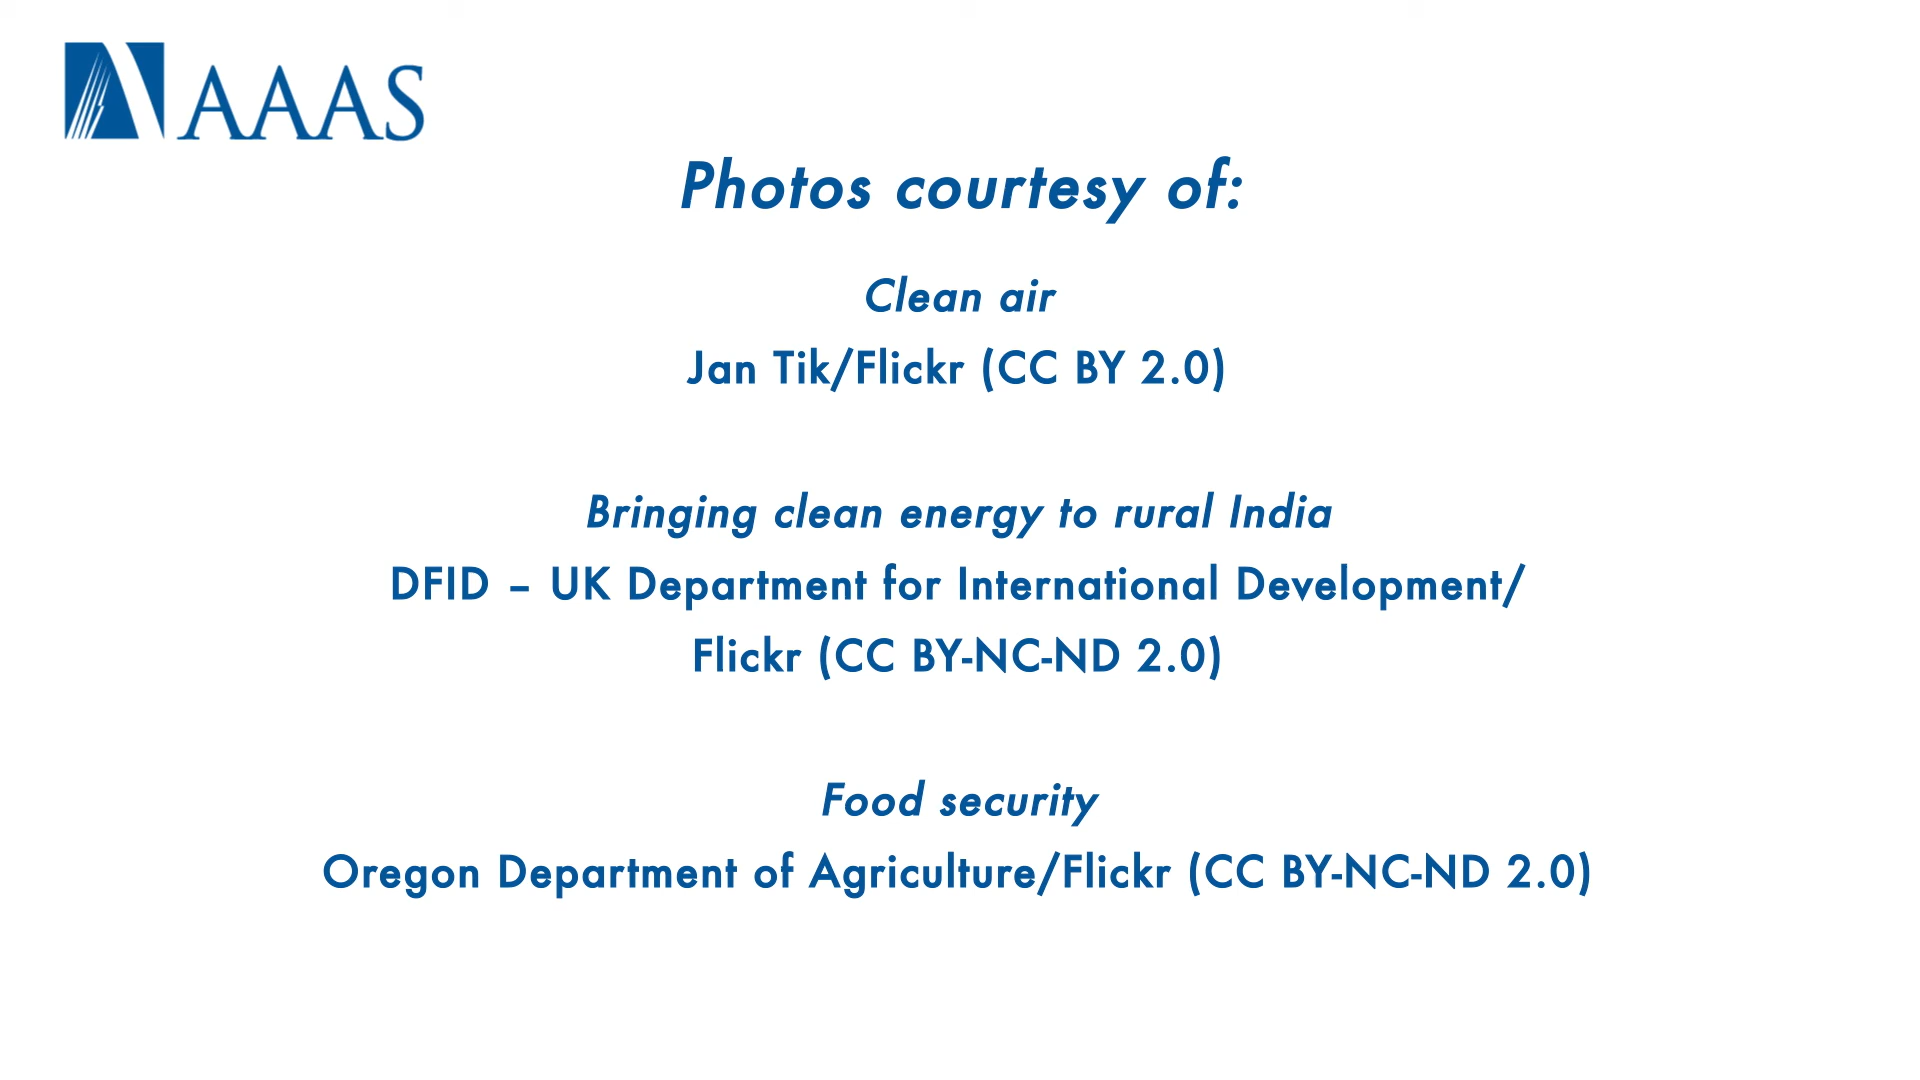 AAAS
Photos courtesy of:
Clean air
Jan Tik/Flickr (CC BY 2.0)
Bringing clean energy to rural India
DFID – UK Department for International Development/
Flickr (CC BY-NC-ND 2.0)
Food security
Oregon Department of Agriculture/Flickr (CC BY-NC-ND 2.0)